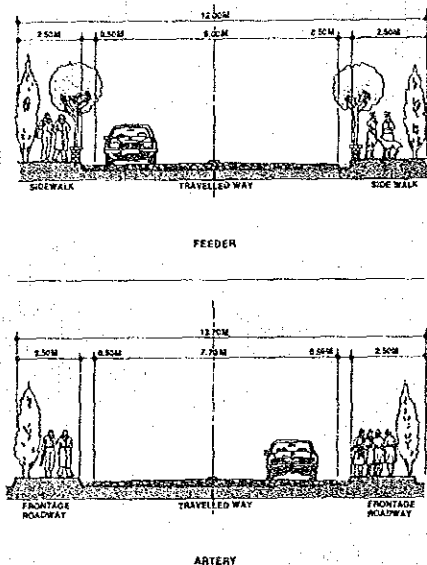 12.00M
2.50M 0.50M 6.00M 0.50M 2.50M
SIDEWALK TRAVELLED WAY SIDE WALK
FEEDER
13.70M
2.50M 0.50M 7.70M 0.50M 2.50M
FRONTAGE ROADWAY TRAVELLED WAY FRONTAGE ROADWAY
ARTERY